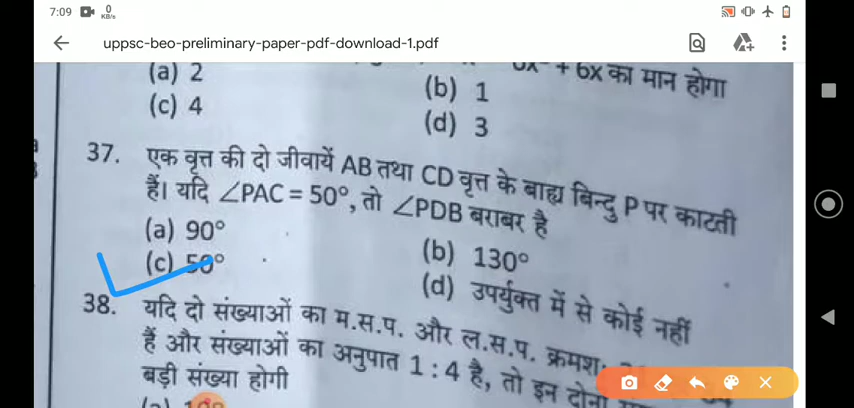 7:09 0 KB/s
uppsc-beo-preliminary-paper-pdf-download-1.pdf
+ 6x का मान होगा
(a) 2
(b) 1
(c) 4
(d) 3
37. एक वृत्त की दो जीवायें AB तथा CD वृत्त के बाह्य बिन्दु P पर काटती
हैं। यदि ∠PAC = 50°, तो ∠PDB बराबर है
(a) 90°
(b) 130°
(c) 50°
(d) उपर्युक्त में से कोई नहीं
38. यदि दो संख्याओं का म.स.प. और ल.स.प. क्रमश:
हैं और संख्याओं का अनुपात 1 : 4 है, तो इन दोनों
बड़ी संख्या होगी